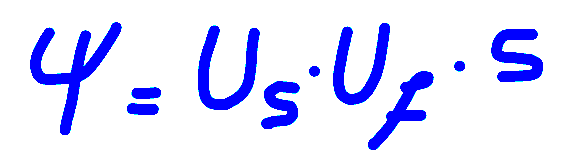 ψ = U_s · U_f · s